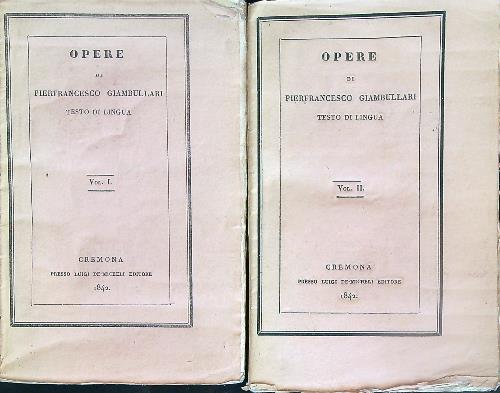 OPERE
DI
PIERFRANCESCO GIAMBULLARI
TESTO DI LINGUA
Vol. I.
CREMONA
PRESSO LUIGI DE-MICHELI EDITORE
1842.
OPERE
DI
PIERFRANCESCO GIAMBULLARI
TESTO DI LINGUA
Vol. II.
CREMONA
PRESSO LUIGI DE-MICHELI EDITORE
1842.